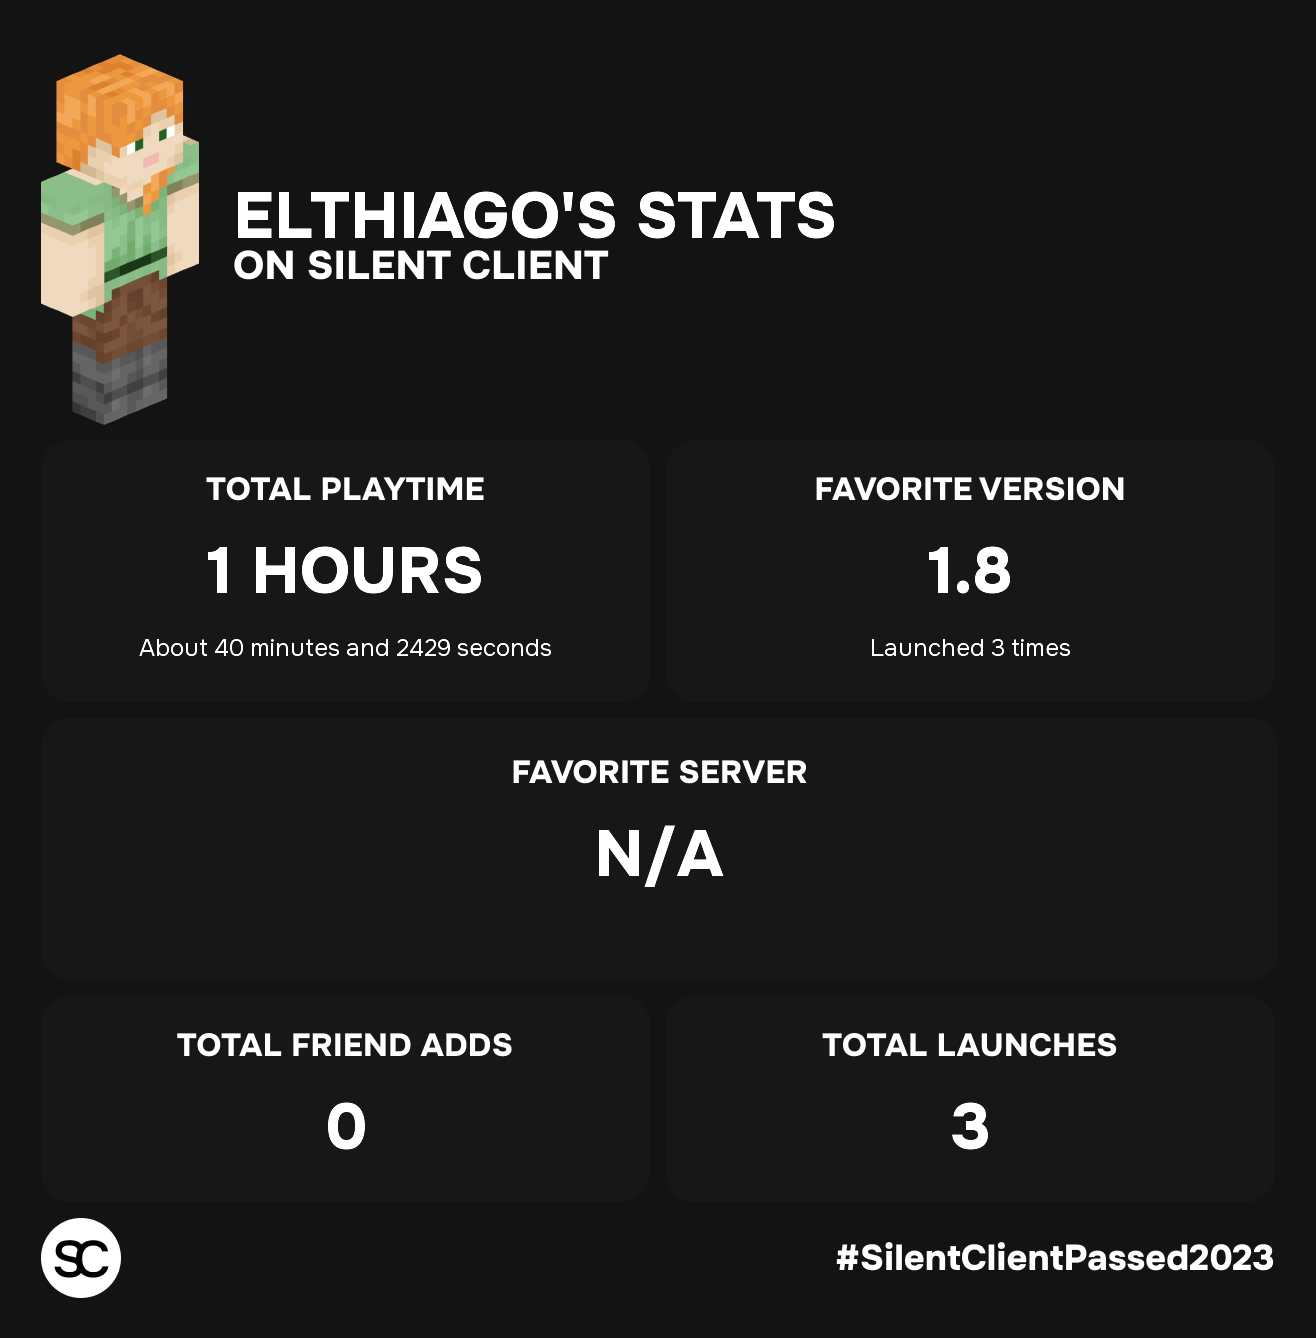 ELTHIAGO'S STATS
ON SILENT CLIENT
TOTAL PLAYTIME
1 HOURS
About 40 minutes and 2429 seconds
FAVORITE VERSION
1.8
Launched 3 times
FAVORITE SERVER
N/A
TOTAL FRIEND ADDS
0
TOTAL LAUNCHES
3
SC
#SilentClientPassed2023